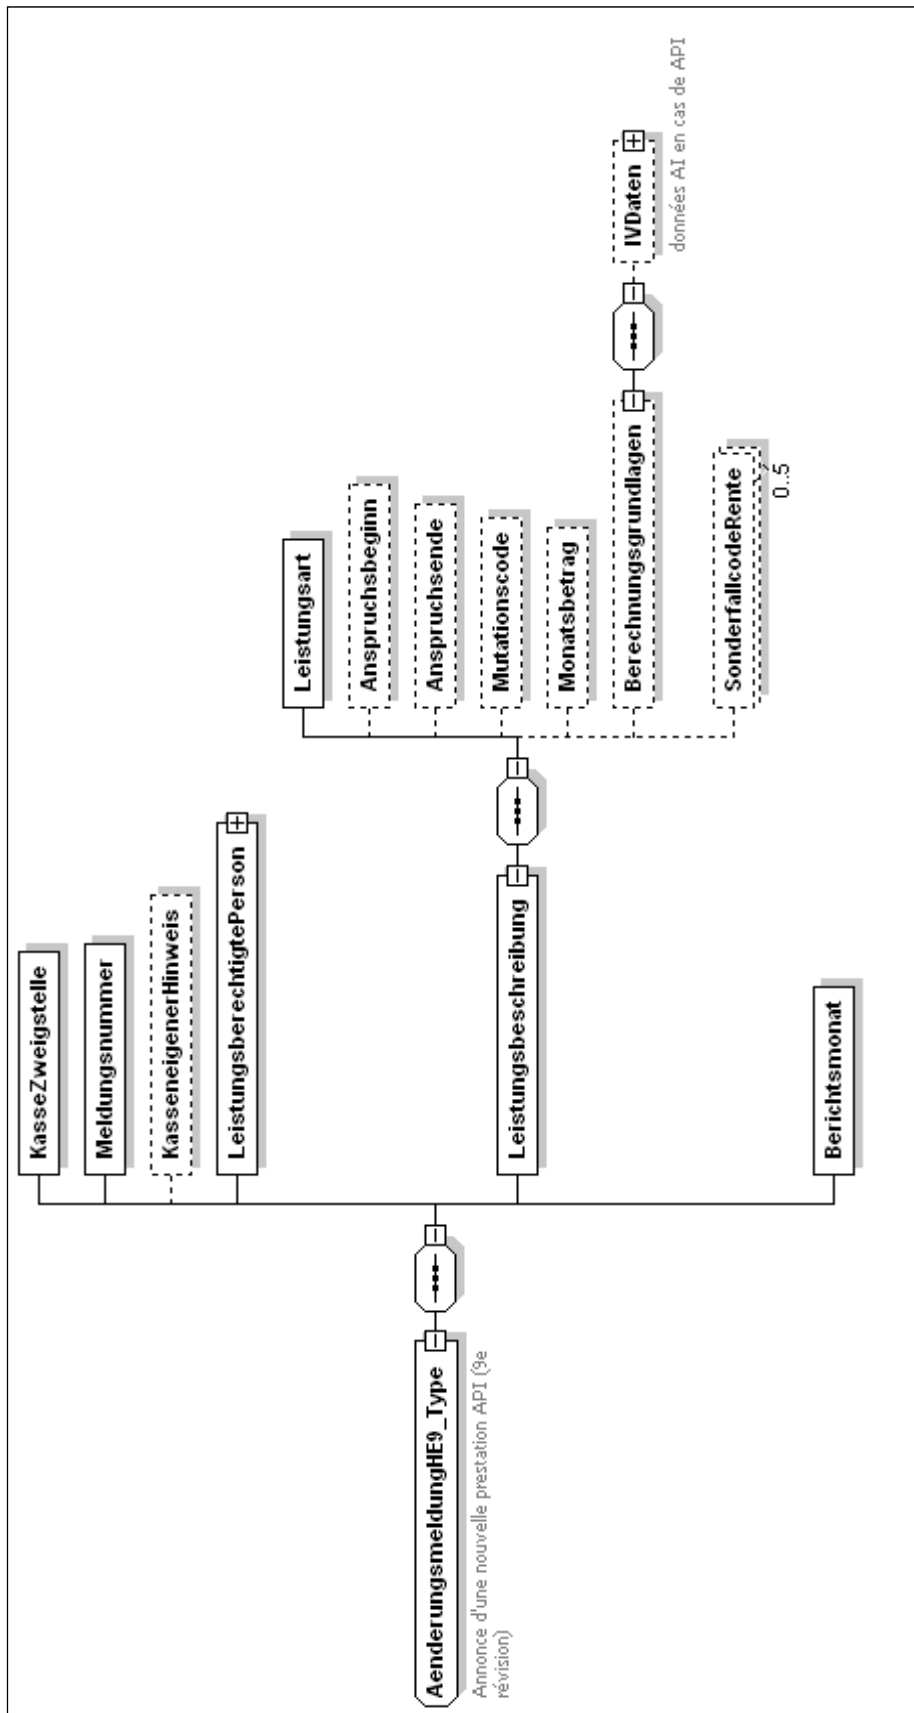 AenderungsmeldungHE9_Type
Annonce d'une nouvelle prestation API (9e
révision)
KasseZweigstelle
Meldungsnummer
KasseneigenerHinweis
LeistungsberechtigtePerson
Leistungsbeschreibung
Leistungsart
Anspruchsbeginn
Anspruchsende
Mutationscode
Monatsbetrag
Berechnungsgrundlagen
IVDaten
données AI en cas de API
SonderfallcodeRente
0..5
Berichtsmonat